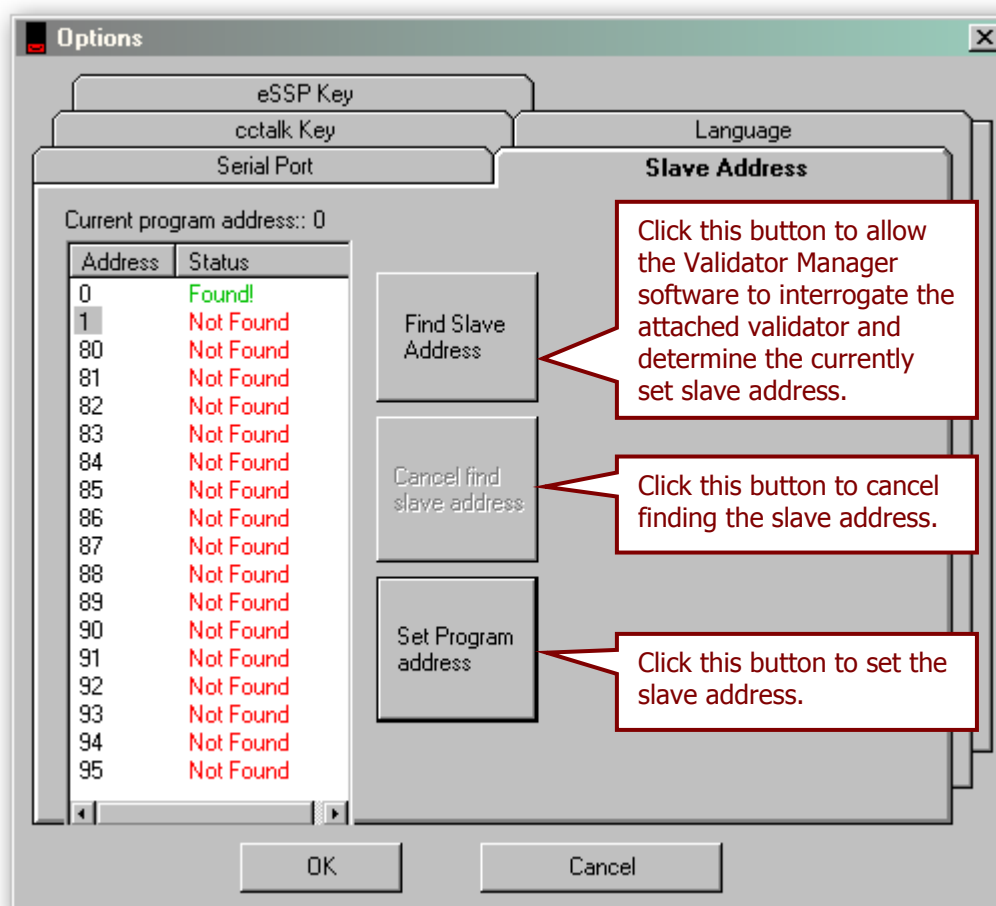 Options
eSSP Key
cctalk Key
Language
Serial Port
Slave Address
Current program address:: 0
Address Status
0 Found!
1 Not Found
80 Not Found
81 Not Found
82 Not Found
83 Not Found
84 Not Found
85 Not Found
86 Not Found
87 Not Found
88 Not Found
89 Not Found
90 Not Found
91 Not Found
92 Not Found
93 Not Found
94 Not Found
95 Not Found
Find Slave
Address
Click this button to allow
the Validator Manager
software to interrogate the
attached validator and
determine the currently
set slave address.
Cancel find
slave address
Click this button to cancel
finding the slave address.
Set Program
address
Click this button to set the
slave address.
OK
Cancel